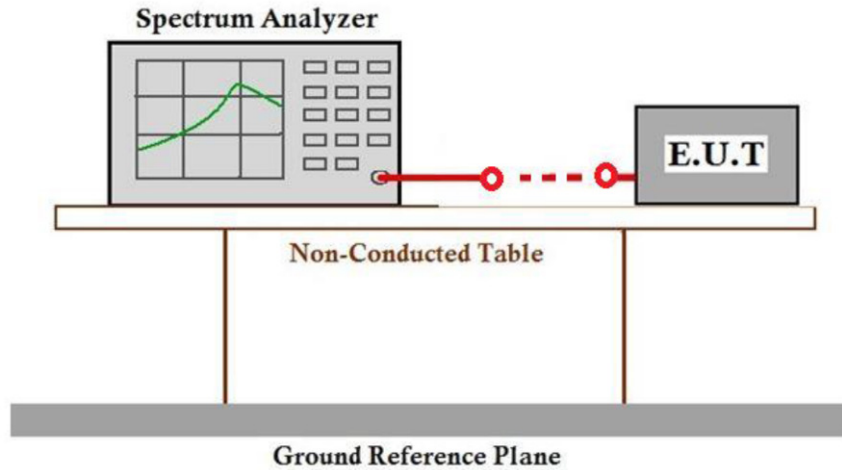 Spectrum Analyzer
E.U.T
Non-Conducted Table
Ground Reference Plane